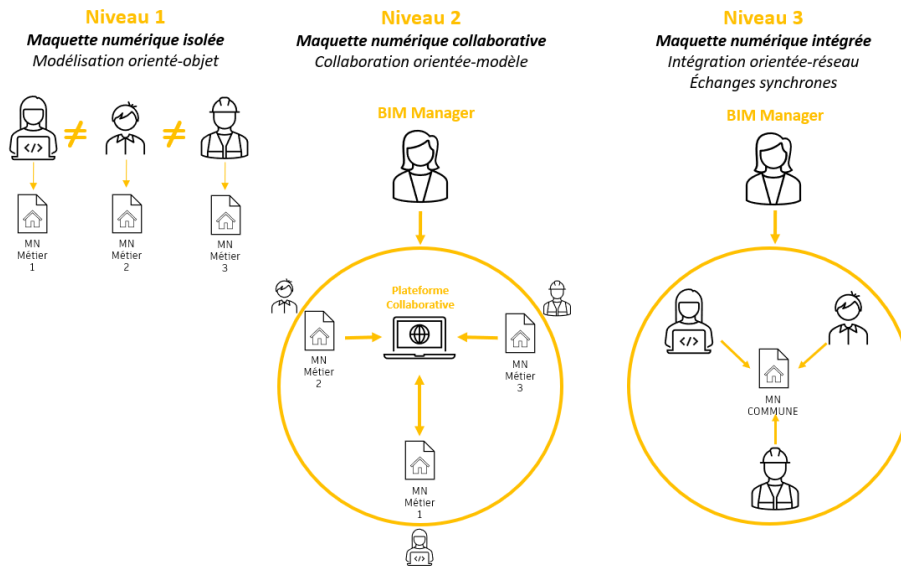 Niveau 1
Maquette numérique isolée
Modélisation orienté-objet
≠
≠
</>
MN
Métier
1
MN
Métier
2
MN
Métier
3
Niveau 2
Maquette numérique collaborative
Collaboration orientée-modèle
BIM Manager
Plateforme
Collaborative
MN
Métier
2
MN
Métier
3
MN
Métier
1
</>
Niveau 3
Maquette numérique intégrée
Intégration orientée-réseau
Échanges synchrones
BIM Manager
</>
MN
COMMUNE